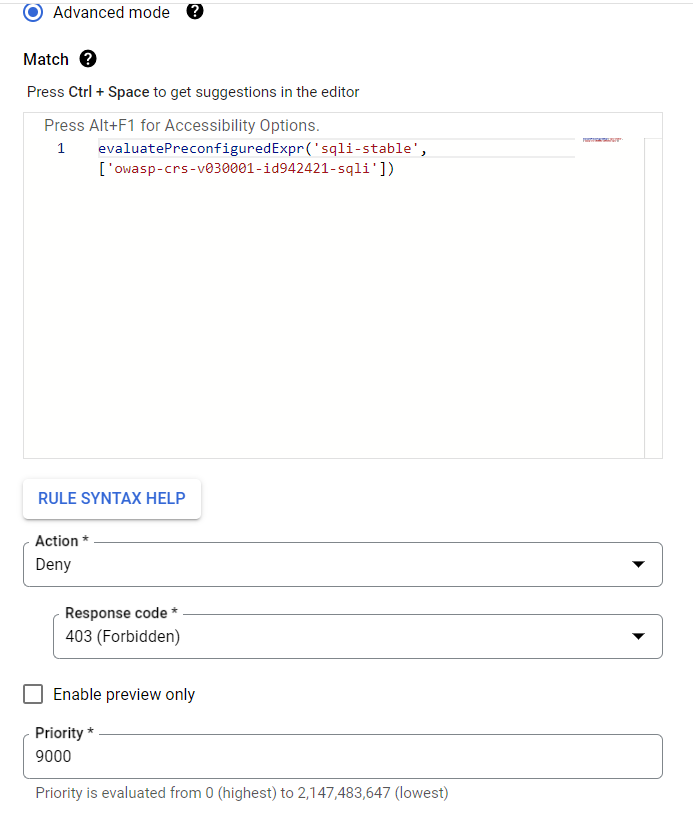 Advanced mode
Match
Press Ctrl + Space to get suggestions in the editor
Press Alt+F1 for Accessibility Options.
1 evaluatePreconfiguredExpr('sqli-stable',
['owasp-crs-v030001-id942421-sqli'])
RULE SYNTAX HELP
Action *
Deny
Response code *
403 (Forbidden)
Enable preview only
Priority *
9000
Priority is evaluated from 0 (highest) to 2,147,483,647 (lowest)